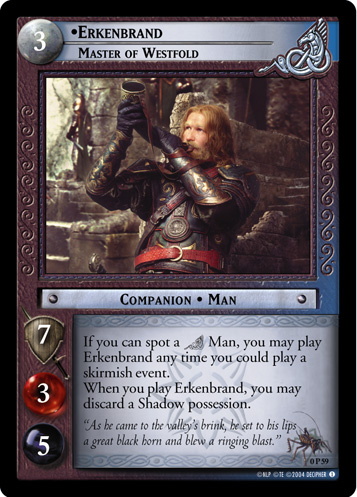 3
•Erkenbrand
Master of Westfold
Companion • Man
7
3
5
If you can spot a Man, you may play
Erkenbrand any time you could play a
skirmish event.
When you play Erkenbrand, you may
discard a Shadow possession.
"As he came to the valley's brink, he set to his lips
a great black horn and blew a ringing blast."
0 P 59
©NLP ©TE ©2004 DECIPHER